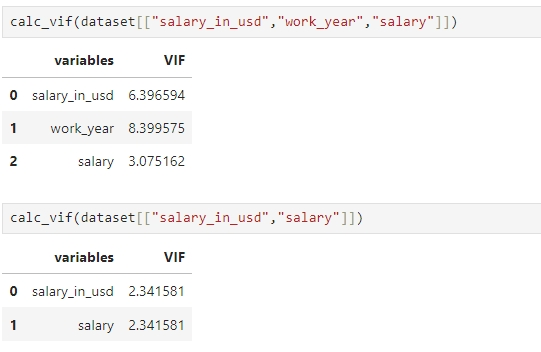 calc_vif(dataset[["salary_in_usd","work_year","salary"]])
variables VIF
0 salary_in_usd 6.396594
1 work_year 8.399575
2 salary 3.075162
calc_vif(dataset[["salary_in_usd","salary"]])
variables VIF
0 salary_in_usd 2.341581
1 salary 2.341581